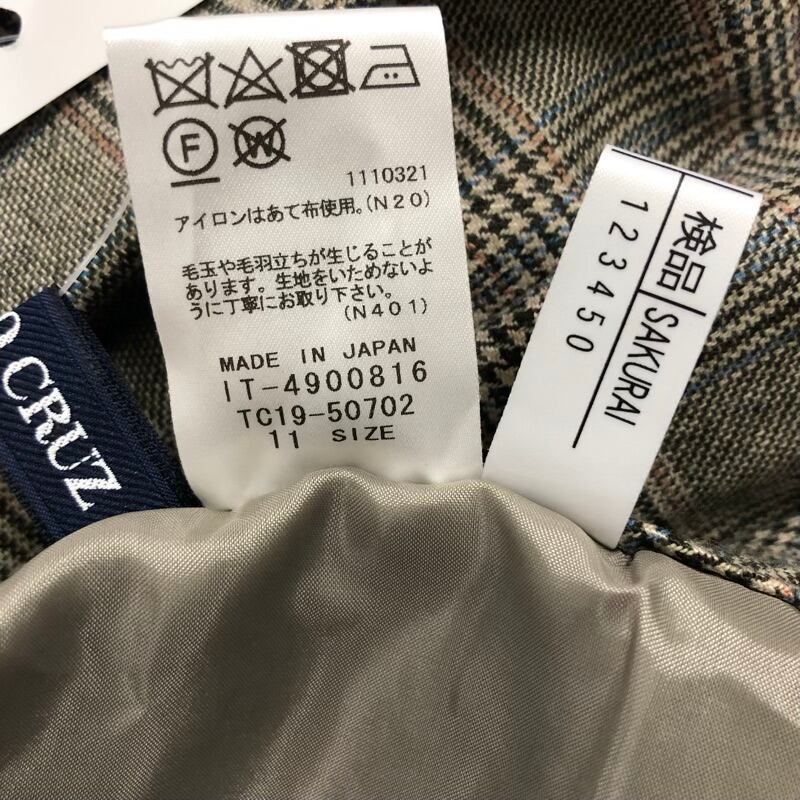 F
W
1110321
アイロンはあて布使用。(N20)
毛玉や毛羽立ちが生じることが
あります。生地をいためないよ
うに丁寧にお取り下さい。
(N401)
MADE IN JAPAN
IT-4900816
TC19-50702
11 SIZE
CRUZ
検品 SAKURAI
123450